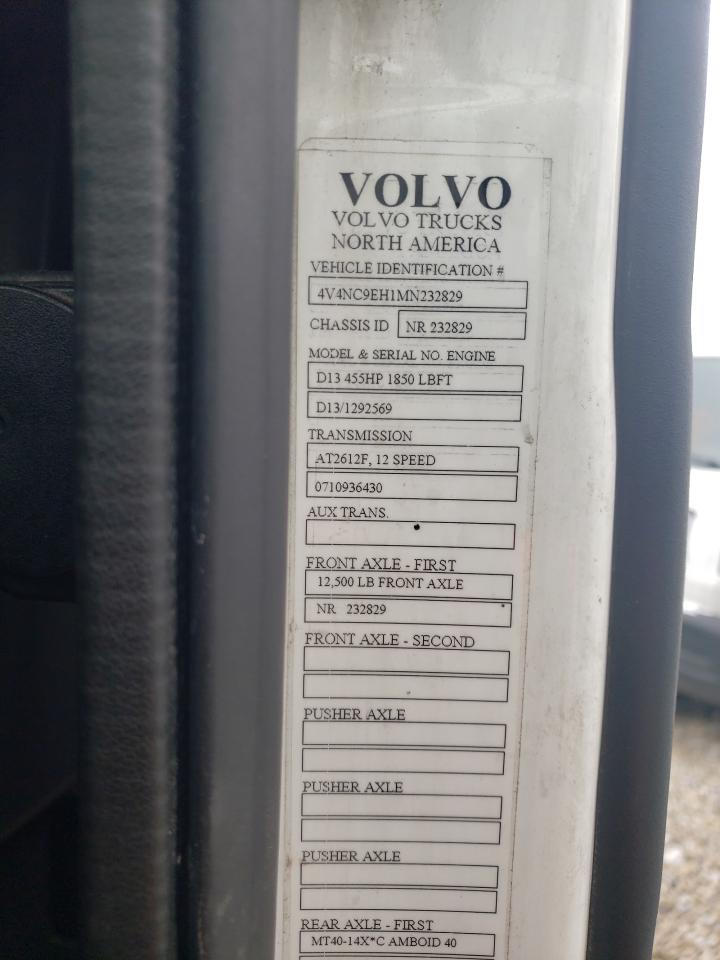 VOLVO
VOLVO TRUCKS
NORTH AMERICA
VEHICLE IDENTIFICATION #
4V4NC9EH1MN232829
CHASSIS ID NR 232829
MODEL & SERIAL NO. ENGINE
D13 455HP 1850 LBFT
D13/1292569
TRANSMISSION
AT2612F, 12 SPEED
0710936430
AUX TRANS.
FRONT AXLE - FIRST
12,500 LB FRONT AXLE
NR 232829
FRONT AXLE - SECOND
PUSHER AXLE
PUSHER AXLE
PUSHER AXLE
REAR AXLE - FIRST
MT40-14X*C AMBOID 40